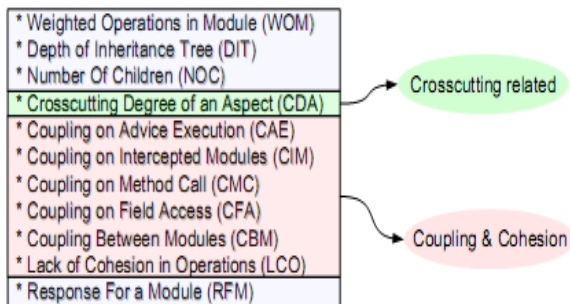 * Weighted Operations in Module (WOM)
* Depth of Inheritance Tree (DIT)
* Number Of Children (NOC)
* Crosscutting Degree of an Aspect (CDA)
* Coupling on Advice Execution (CAE)
* Coupling on Intercepted Modules (CIM)
* Coupling on Method Call (CMC)
* Coupling on Field Access (CFA)
* Coupling Between Modules (CBM)
* Lack of Cohesion in Operations (LCO)
* Response For a Module (RFM)
Crosscutting related
Coupling & Cohesion